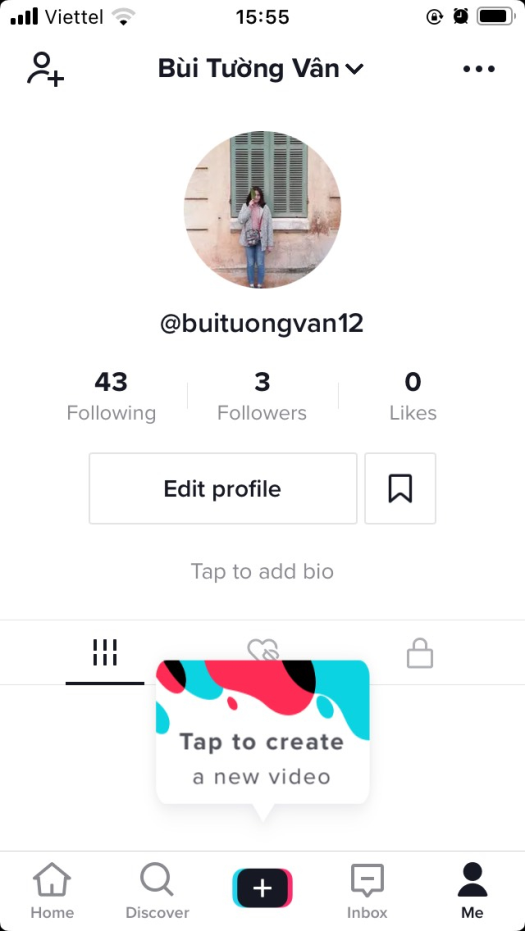 Viettel 15:55
Bùi Tường Vân
@buituongvan12
43 3 0
Following Followers Likes
Edit profile
Tap to add bio
Tap to create
a new video
Home Discover Inbox Me